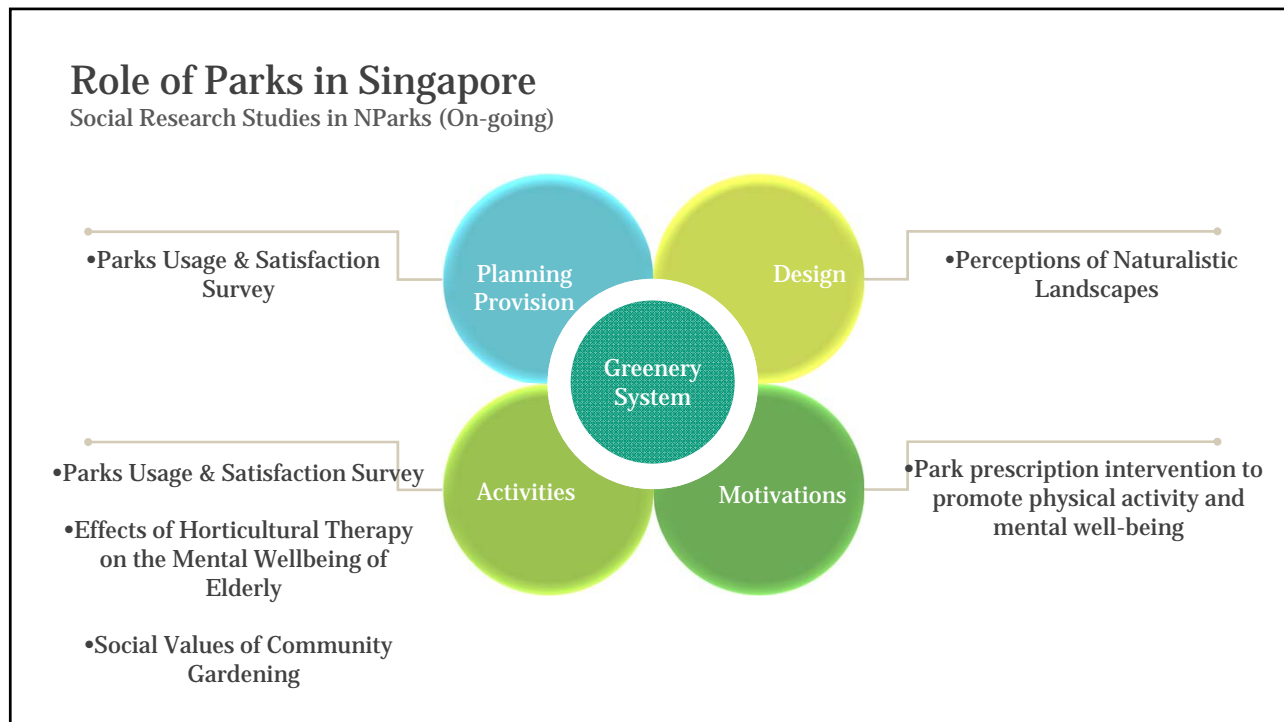 Role of Parks in Singapore
Social Research Studies in NParks (On-going)
•Parks Usage & Satisfaction
Survey
Planning
Provision
Design
•Perceptions of Naturalistic
Landscapes
Greenery
System
•Parks Usage & Satisfaction Survey
•Effects of Horticultural Therapy
on the Mental Wellbeing of
Elderly
•Social Values of Community
Gardening
Activities
Motivations
•Park prescription intervention to
promote physical activity and
mental well-being